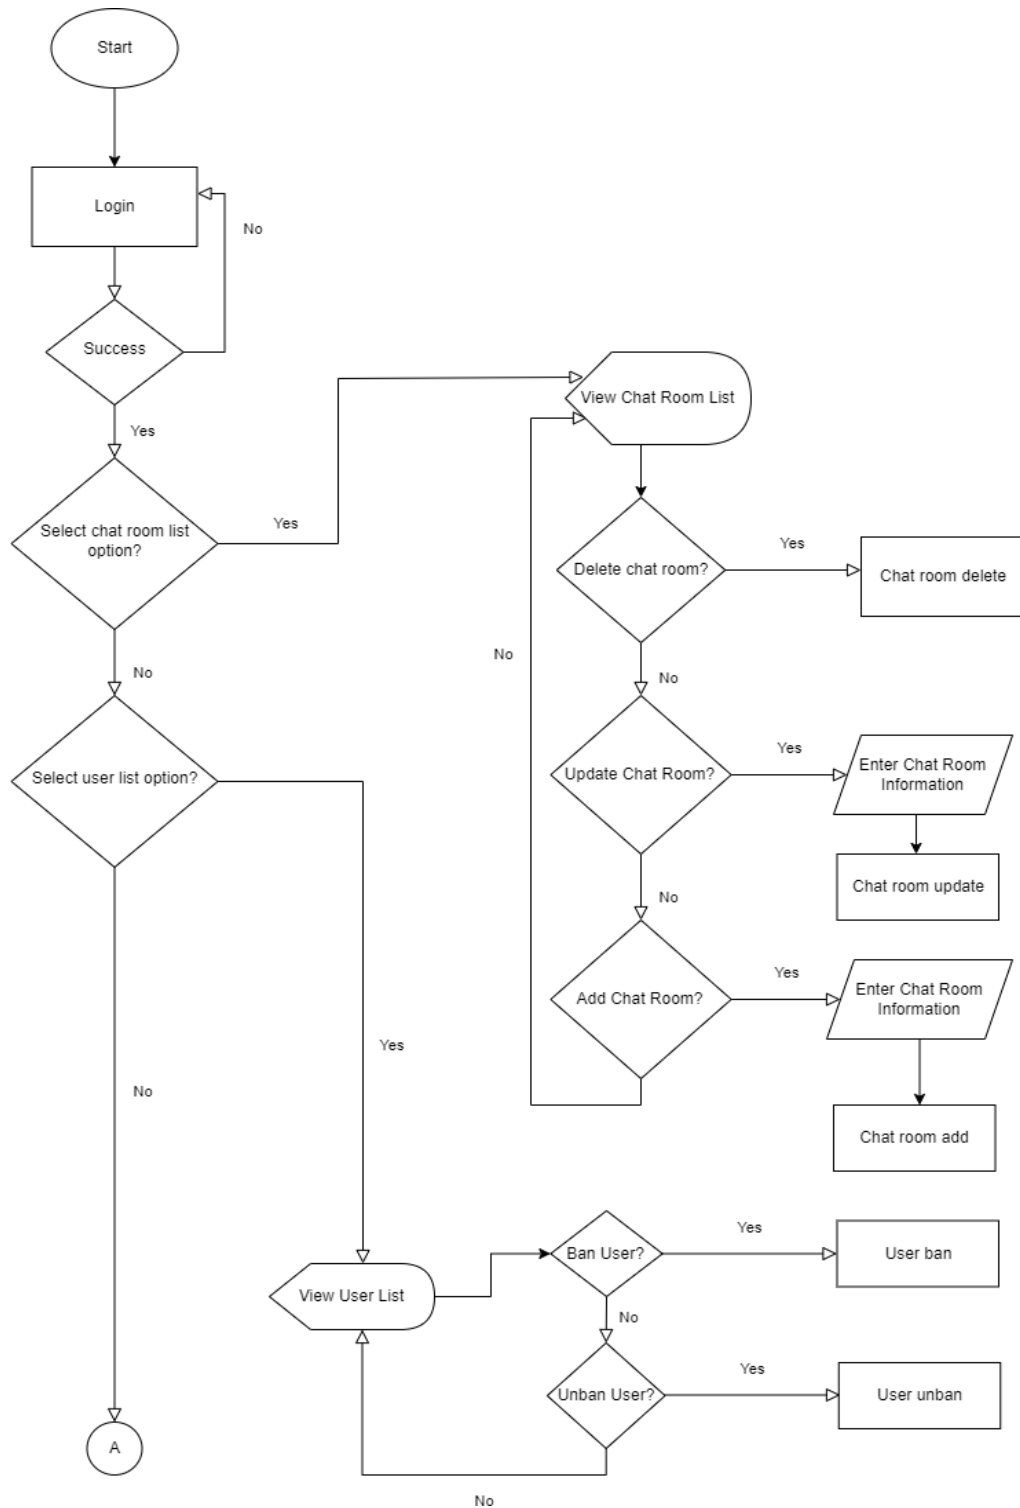 Start
Login
No
Success
Yes
Select chat room list
option?
Yes
No
Select user list option?
Yes
No
A
View Chat Room List
Delete chat room?
Yes
Chat room delete
No
No
Update Chat Room?
Yes
Enter Chat Room
Information
Chat room update
No
Add Chat Room?
Yes
Enter Chat Room
Information
Chat room add
View User List
Ban User?
Yes
User ban
No
Unban User?
Yes
User unban
No